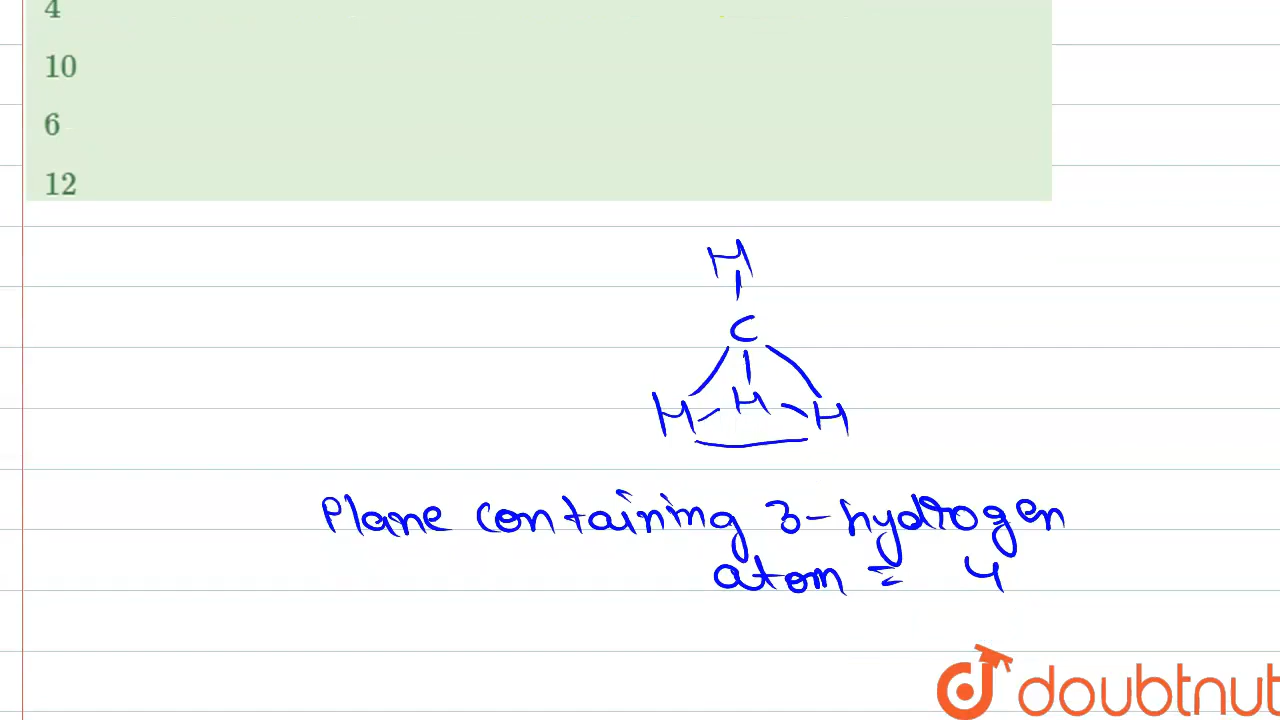 4
10
6
12
H
C
H H H
Plane containing 3-hydrogen
atom = 4
doubtnut